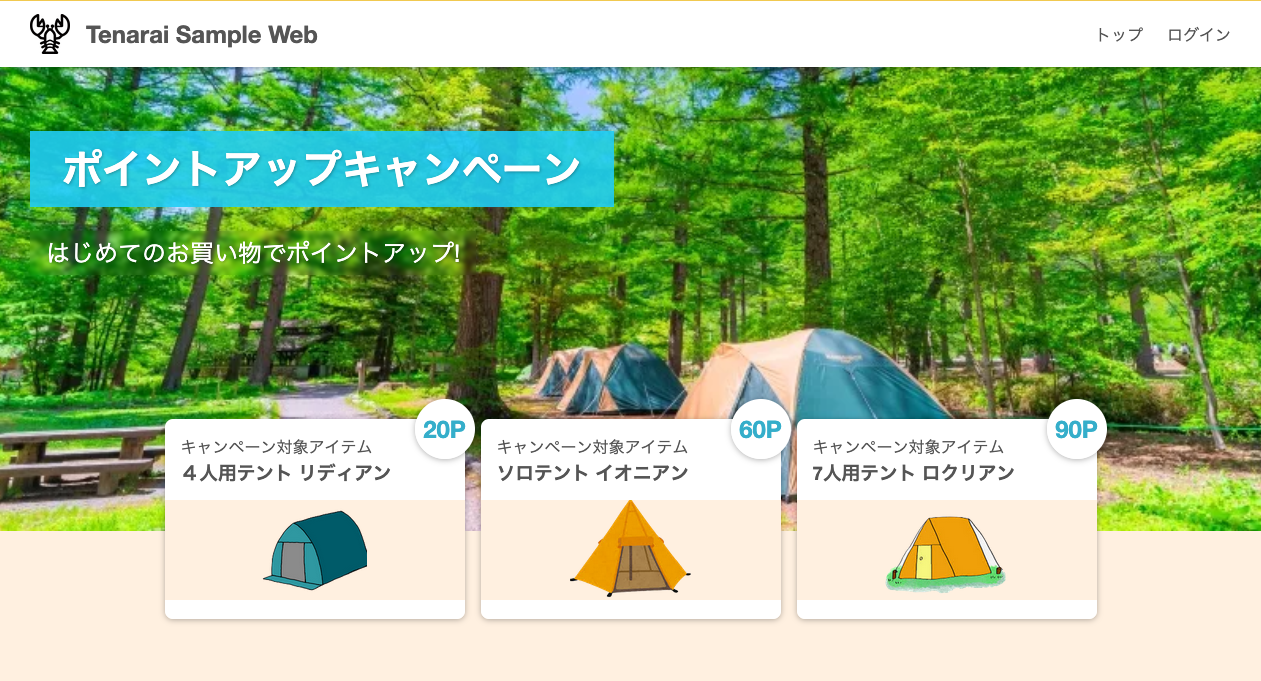 Tenarai Sample Web
トップ ログイン
ポイントアップキャンペーン
はじめてのお買い物でポイントアップ!
20P
キャンペーン対象アイテム
４人用テント リディアン
60P
キャンペーン対象アイテム
ソロテント イオニアン
90P
キャンペーン対象アイテム
7人用テント ロクリアン